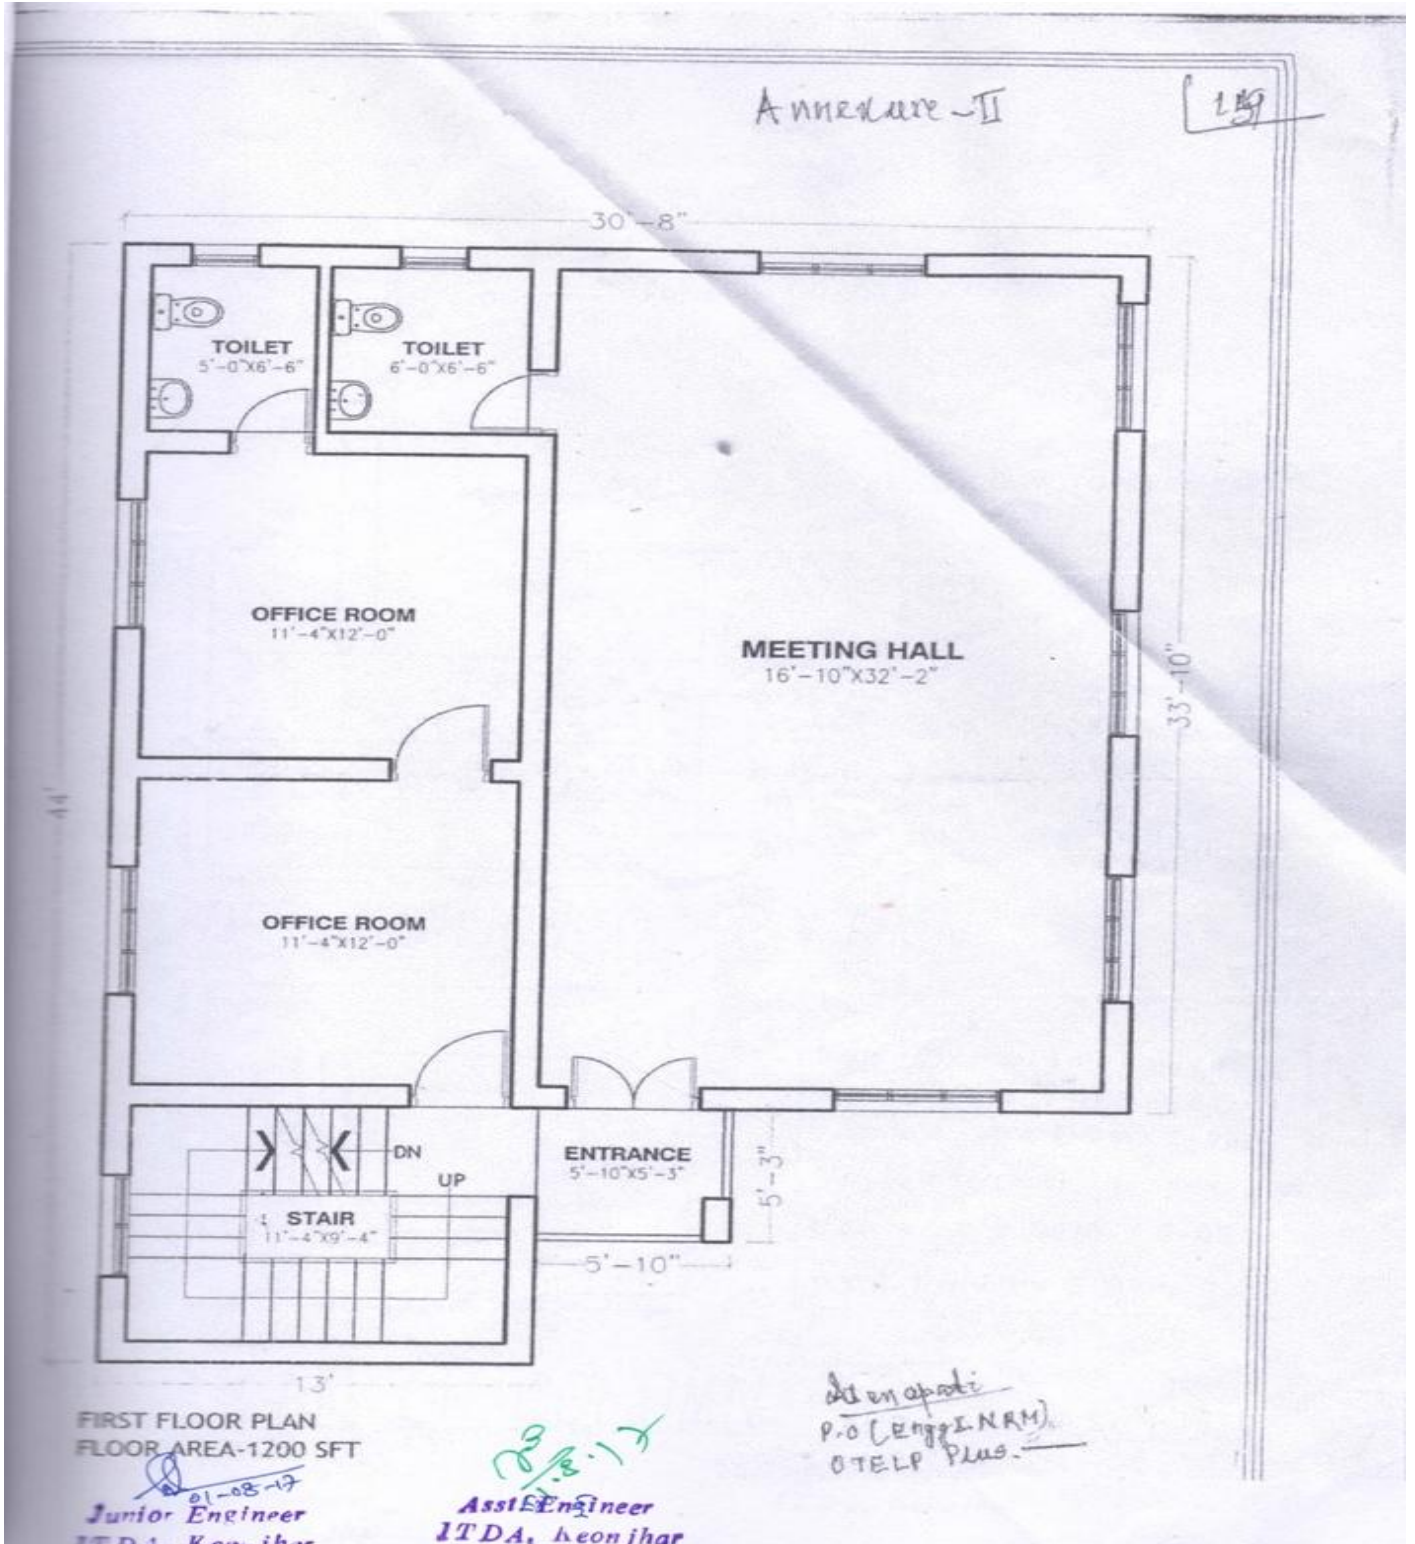 Annexure-II
30'-8"
TOILET
5'-0"X6'-6"
TOILET
6'-0"X6'-6"
OFFICE ROOM
11'-4"X12'-0"
MEETING HALL
16'-10"X32'-2"
33'-10"
44'
OFFICE ROOM
11'-4"X12'-0"
DN
UP
ENTRANCE
5'-10"X5'-3"
5'-3"
STAIR
11'-4"X9'-4"
5'-10"
13'
FIRST FLOOR PLAN
FLOOR AREA-1200 SFT
01-08-17
Junior Engineer
Asst Engineer
ITDA, Keonjhar
OTELP Plus.